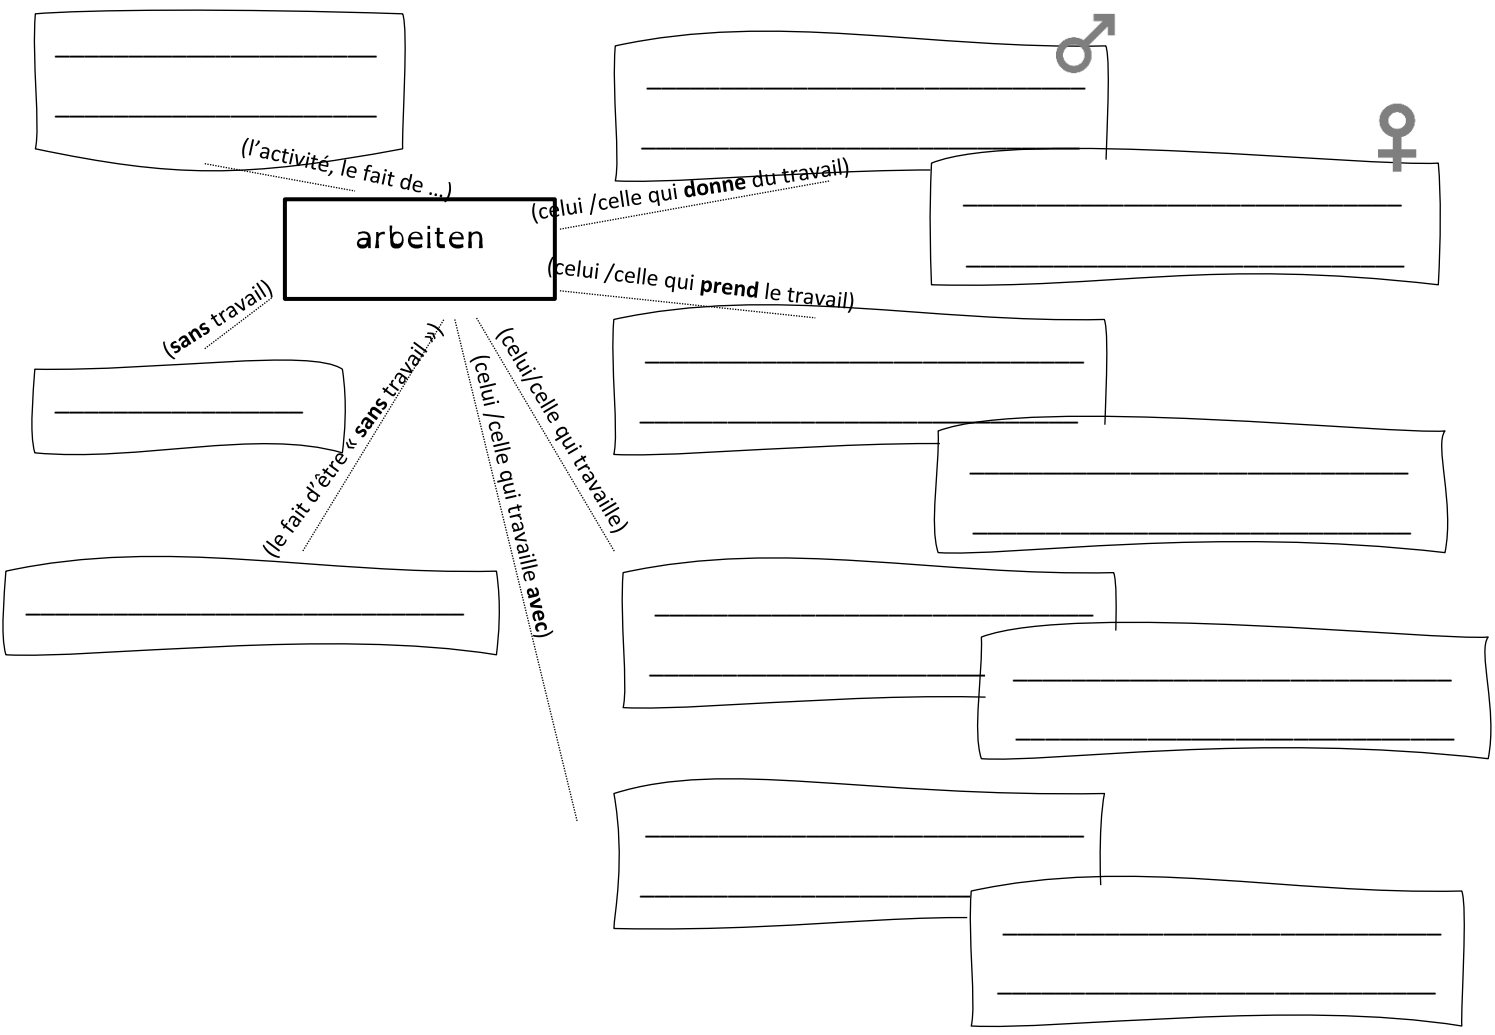 (l’activité, le fait de …)
(celui /celle qui donne du travail)
arbeiten
(celui /celle qui prend le travail)
(sans travail)
(le fait d’être « sans travail »)
(celui /celle qui travaille avec)
(celui/celle qui travaille)